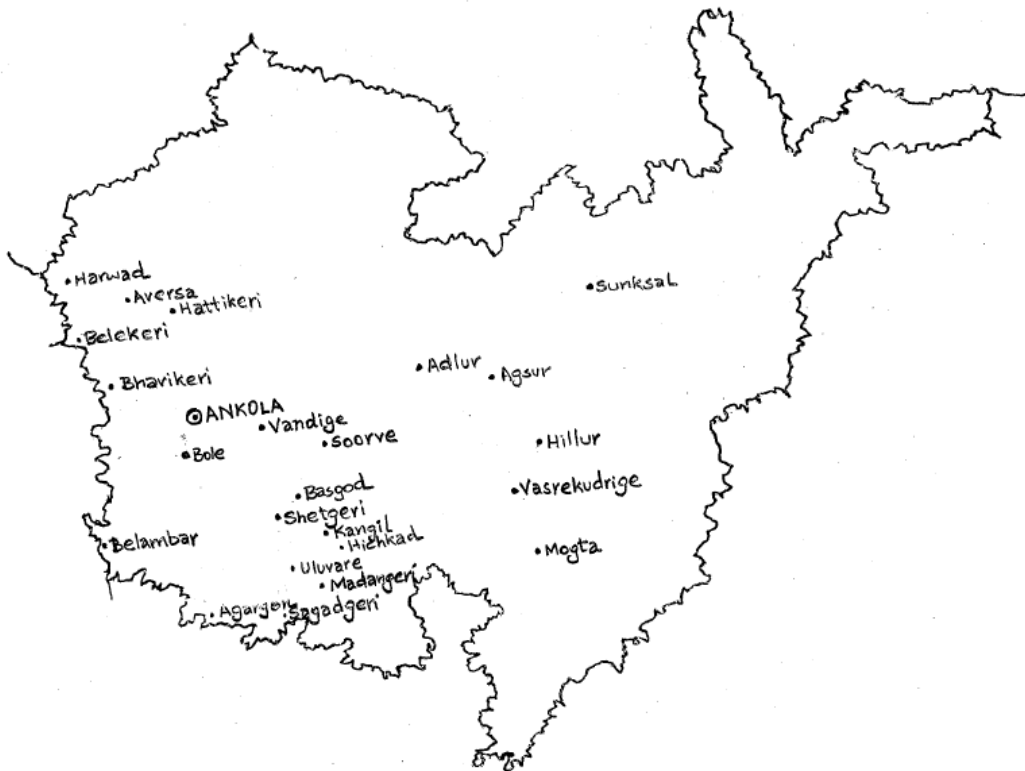 Harwad
Aversa
Sunksal
Hattikeri
Belekeri
Adlur
Agsur
Bhavikeri
ANKOLA
Vandige
Soorve
Hillur
Bole
Basgod
Vasrekudrige
Shetgeri
Kangil
Belambar
Hichkad
Mogta
Uluvare
Madangeri
Sagadgeri